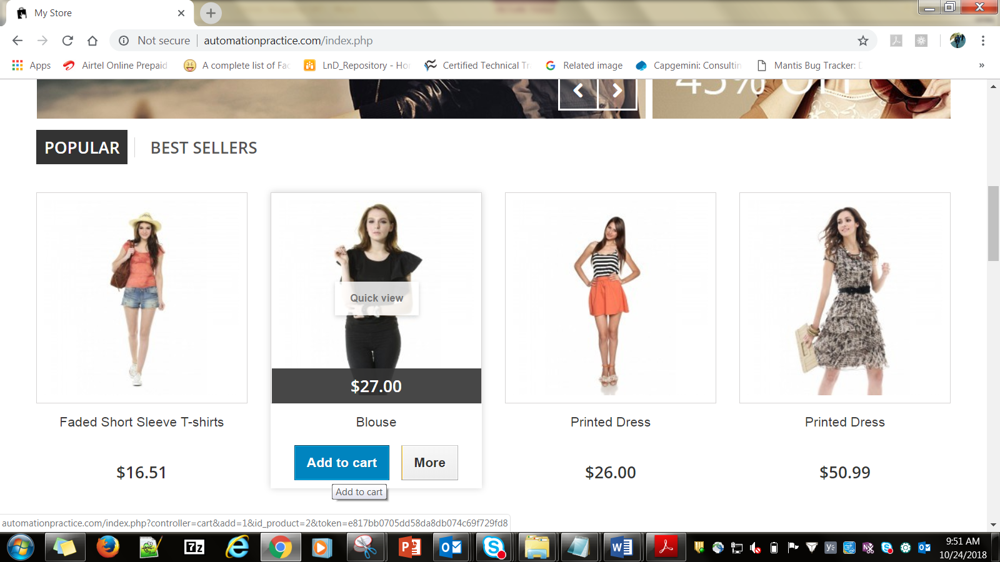 My Store
Not secure
automationpractice.com/index.php
Apps
Airtel Online Prepaid
A complete list of Fac
LnD_Repository - Hor
Certified Technical Tr
Related image
Capgemini: Consultin
Mantis Bug Tracker:
45% Off
POPULAR
BEST SELLERS
Quick view
$27.00
Faded Short Sleeve T-shirts
Blouse
Printed Dress
Printed Dress
Add to cart
More
$16.51
$26.00
$50.99
Add to cart
automationpractice.com/index.php?controller=cart&add=1&id_product=2&token=e817bb0705dd58da8db074c69f729fd8
9:51 AM
10/24/2018